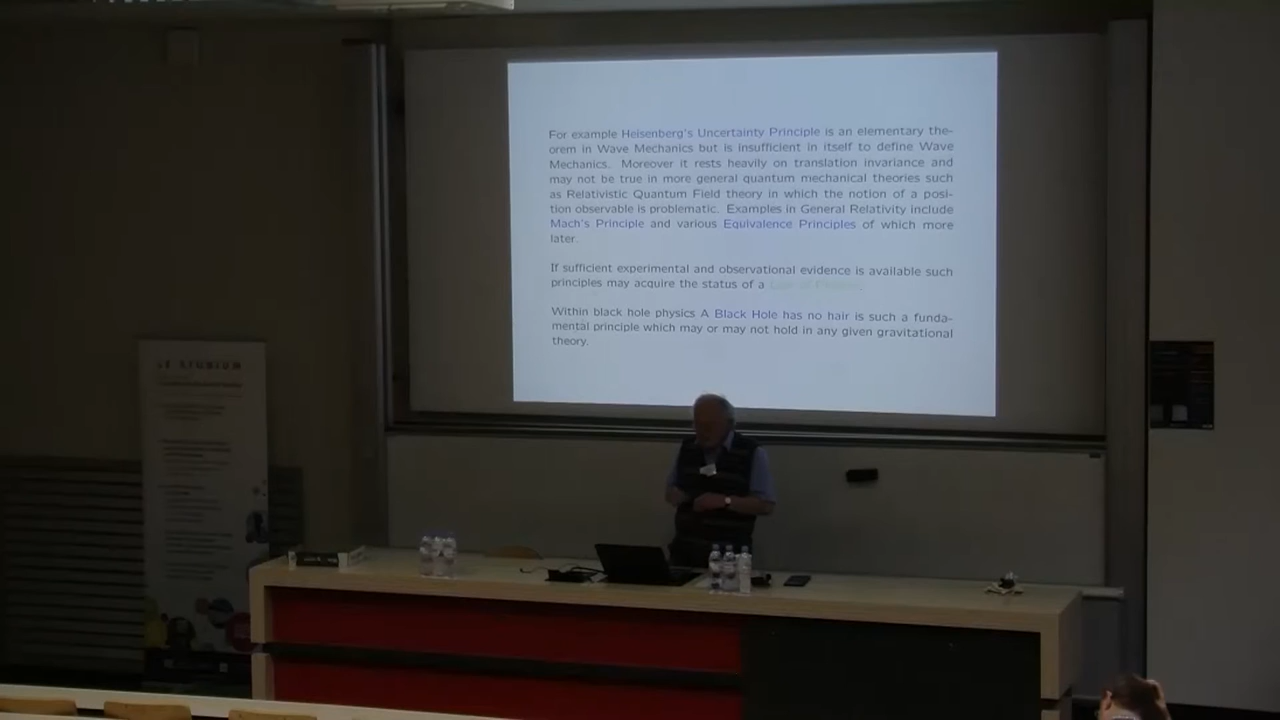 For example Heisenberg's Uncertainty Principle is an elementary the-
orem in Wave Mechanics but is insufficient in itself to define Wave
Mechanics. Moreover it rests heavily on translation invariance and
may not be true in more general quantum mechanical theories such
as Relativistic Quantum Field theory in which the notion of a posi-
tion observable is problematic. Examples in General Relativity include
Mach's Principle and various Equivalence Principles of which more
later.
If sufficient experimental and observational evidence is available such
principles may acquire the status of a
Within black hole physics A Black Hole has no hair is such a funda-
mental principle which may or may not hold in any given gravitational
theory.